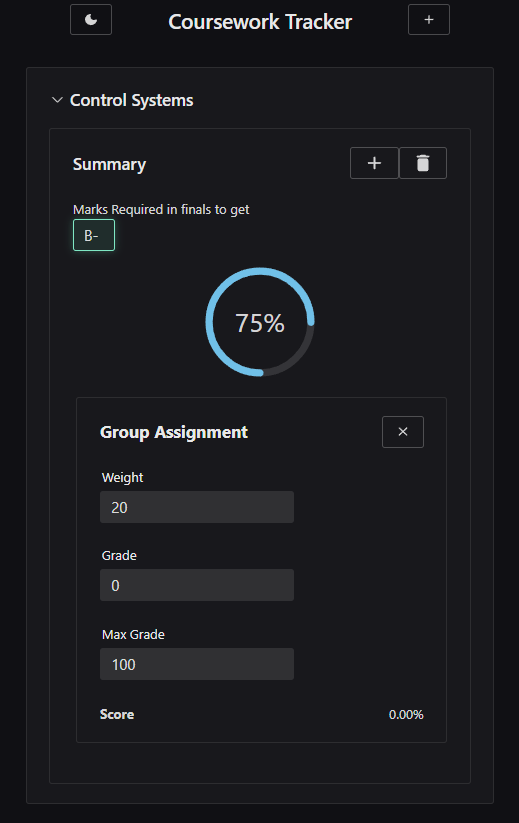 Coursework Tracker
Control Systems
Summary
Marks Required in finals to get
B-
75%
Group Assignment
Weight
20
Grade
0
Max Grade
100
Score 0.00%